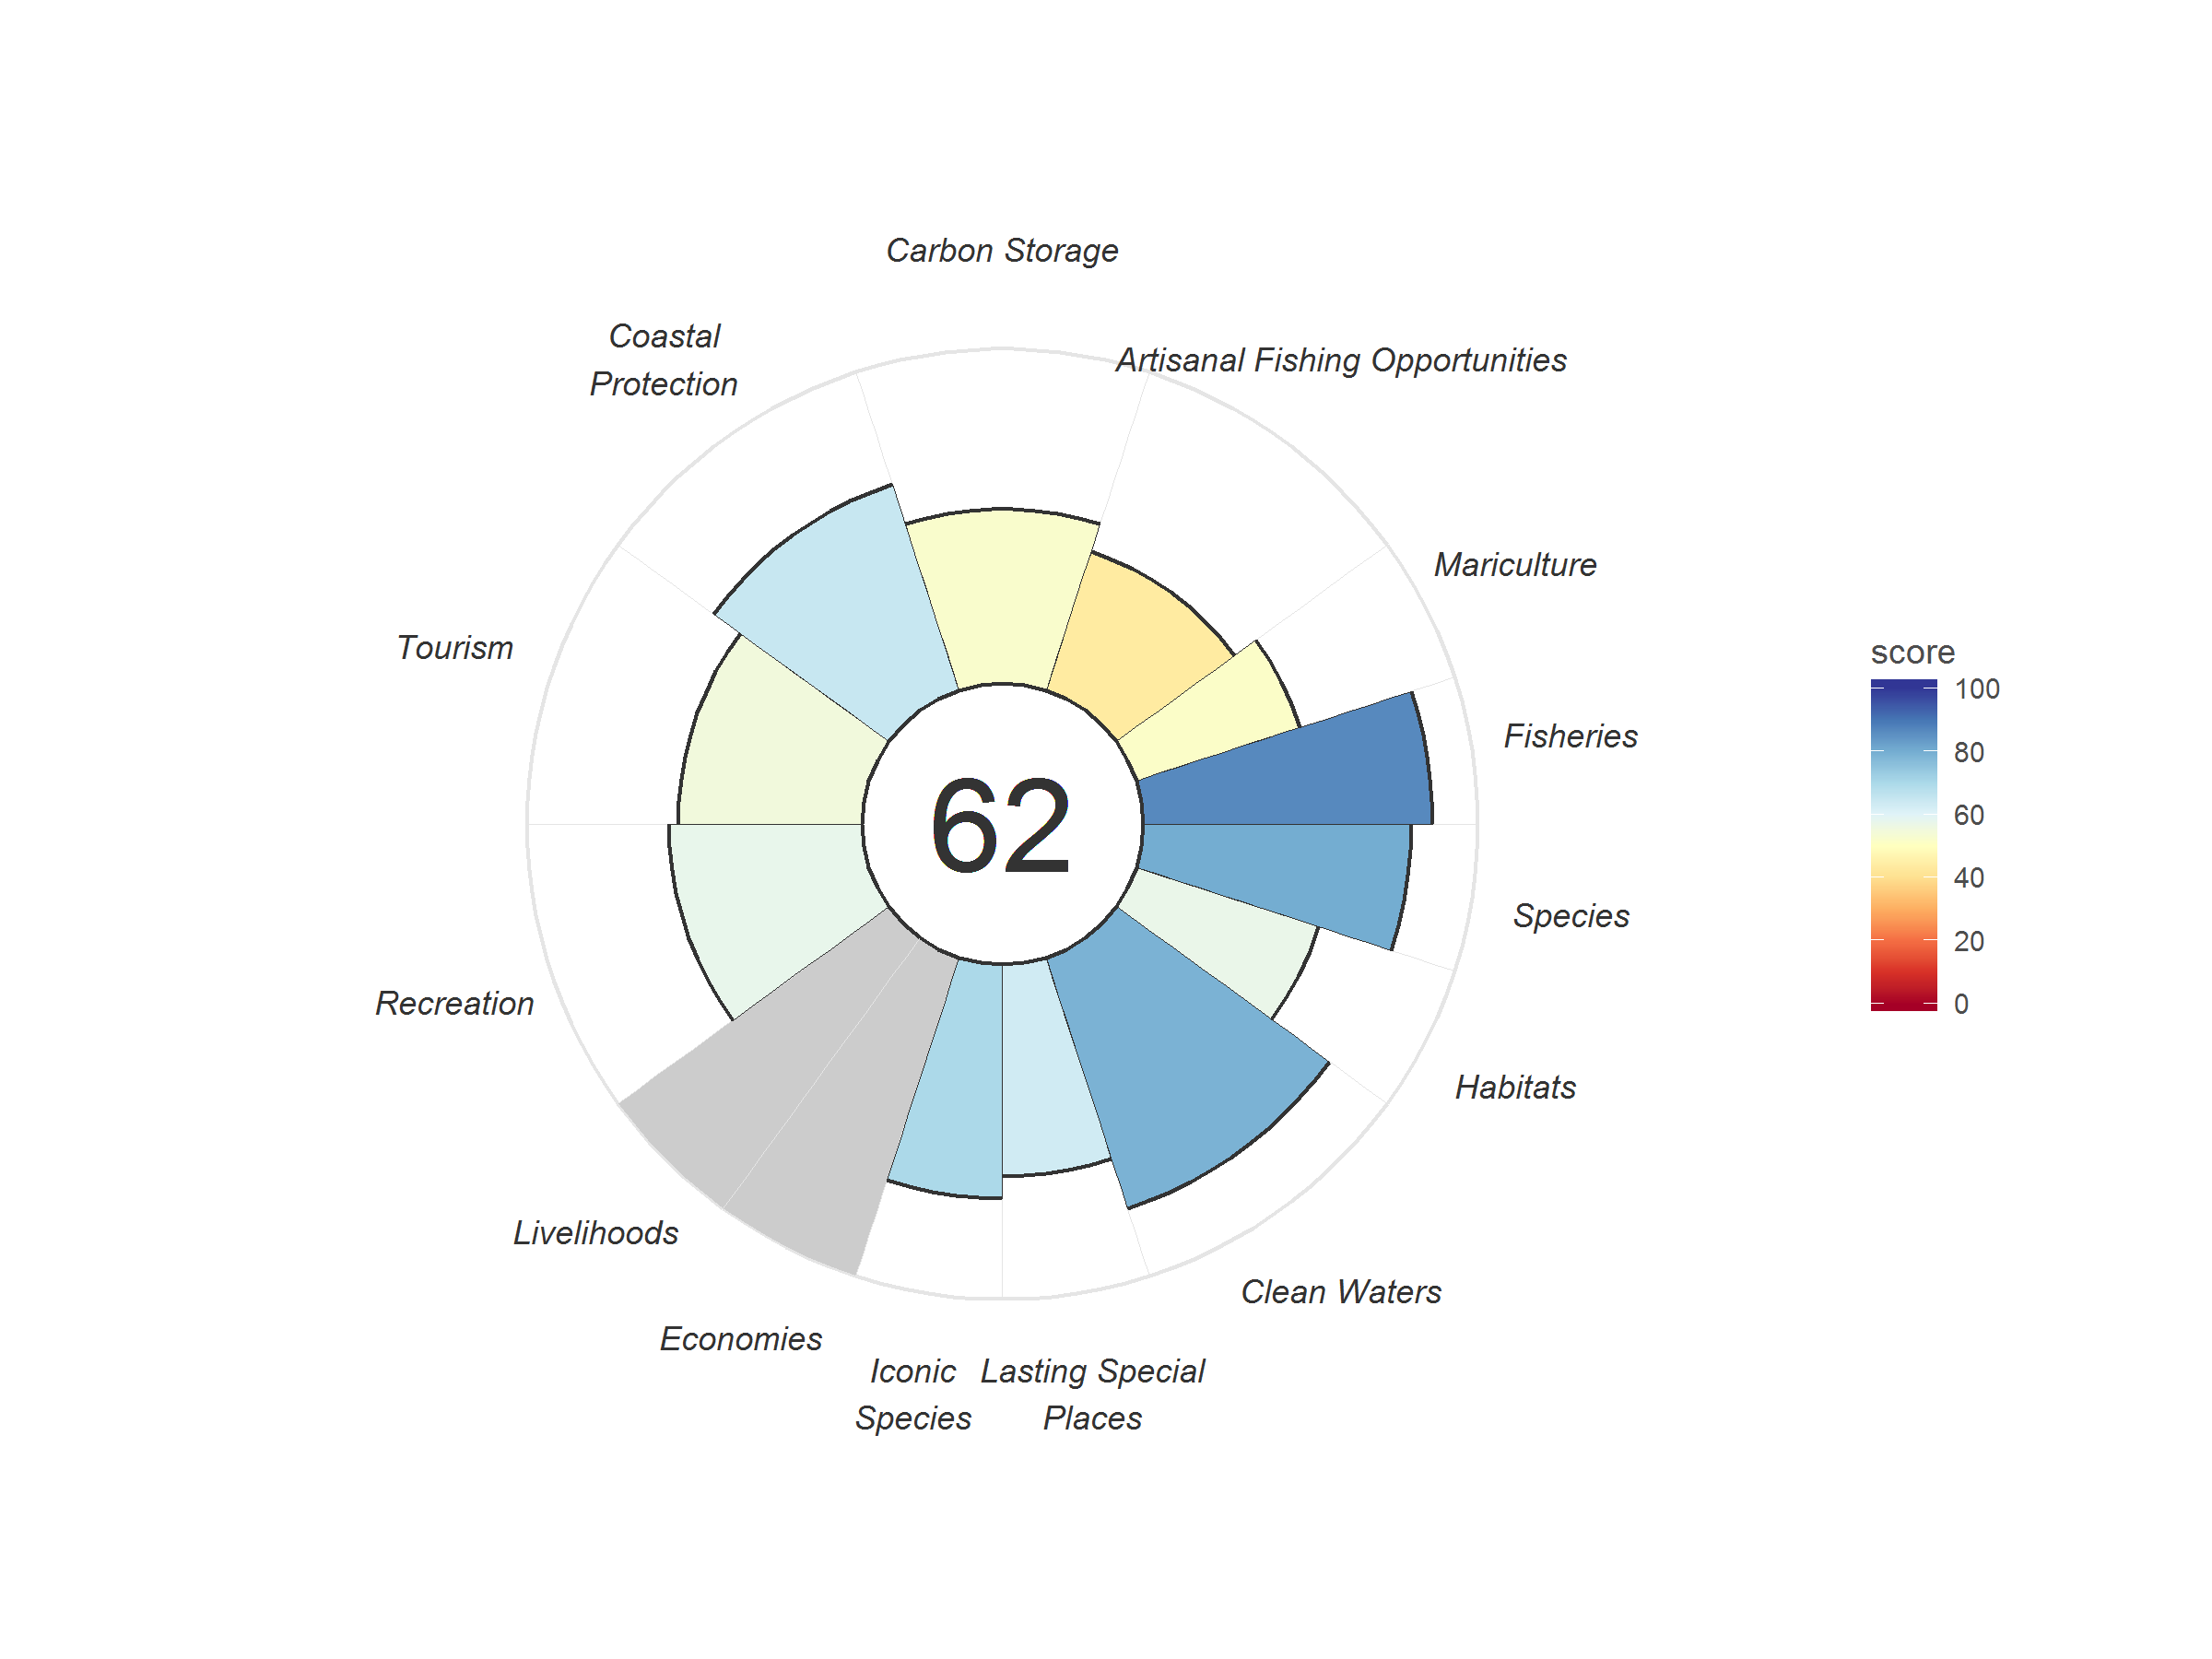 Carbon Storage
Coastal
Protection
Artisanal Fishing Opportunities
Mariculture
Tourism
score
100
80
60
40
20
0
Fisheries
62
Species
Recreation
Habitats
Livelihoods
Clean Waters
Economies
Iconic
Species
Lasting Special
Places